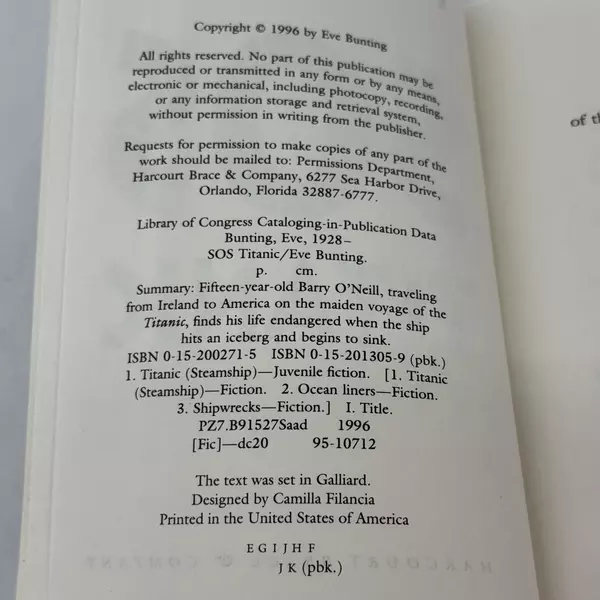 Copyright © 1996 by Eve Bunting
All rights reserved. No part of this publication may be
reproduced or transmitted in any form or by any means,
electronic or mechanical, including photocopy, recording,
or any information storage and retrieval system,
without permission in writing from the publisher.
Requests for permission to make copies of any part of the
work should be mailed to: Permissions Department,
Harcourt Brace & Company, 6277 Sea Harbor Drive,
Orlando, Florida 32887-6777.
Library of Congress Cataloging-in-Publication Data
Bunting, Eve, 1928–
SOS Titanic/Eve Bunting.
p. cm.
Summary: Fifteen-year-old Barry O'Neill, traveling
from Ireland to America on the maiden voyage of the
Titanic, finds his life endangered when the ship
hits an iceberg and begins to sink.
ISBN 0-15-200271-5 ISBN 0-15-201305-9 (pbk.)
1. Titanic (Steamship)—Juvenile fiction. [1. Titanic
(Steamship)—Fiction. 2. Ocean liners—Fiction.
3. Shipwrecks—Fiction.] I. Title.
PZ7.B91527Saad 1996
[Fic]—dc20 95-10712
The text was set in Galliard.
Designed by Camilla Filancia
Printed in the United States of America
E G I J H F
J K (pbk.)
of